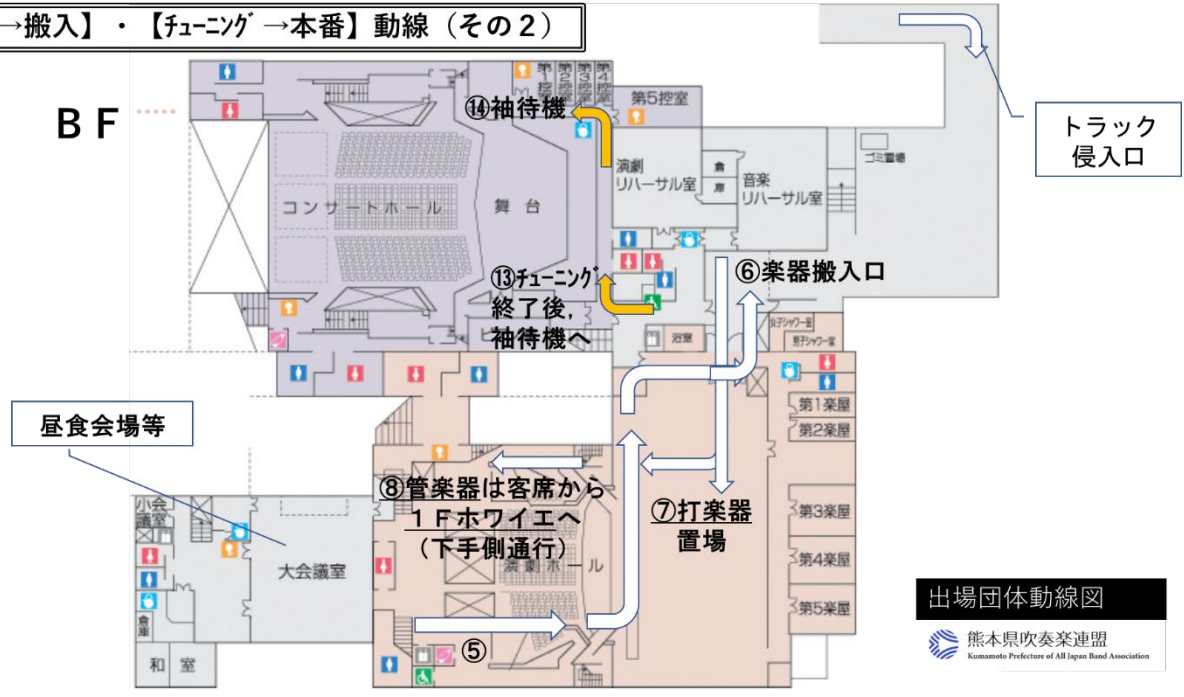 →搬入】・【ﾁｭｰﾆﾝｸﾞ→本番】動線（その２）
ＢＦ
第1控室
第2控室
第3控室
第4控室
⑭袖待機
第5控室
トラック
侵入口
ゴミ置場
演劇
リハーサル室
倉庫
音楽
リハーサル室
コンサートホール
舞台
⑬ﾁｭｰﾆﾝｸﾞ
終了後，
袖待機へ
⑥楽器搬入口
浴室
女子シャワー室
男子シャワー室
第1楽屋
第2楽屋
昼食会場等
⑧管楽器は客席から
１Ｆホワイエへ
（下手側通行）
⑦打楽器
置場
小会
議室
第3楽屋
大会議室
演劇ホール
第4楽屋
第5楽屋
倉庫
⑤
和室
出場団体動線図
熊本県吹奏楽連盟
Kumamoto Prefecture of All Japan Band Association